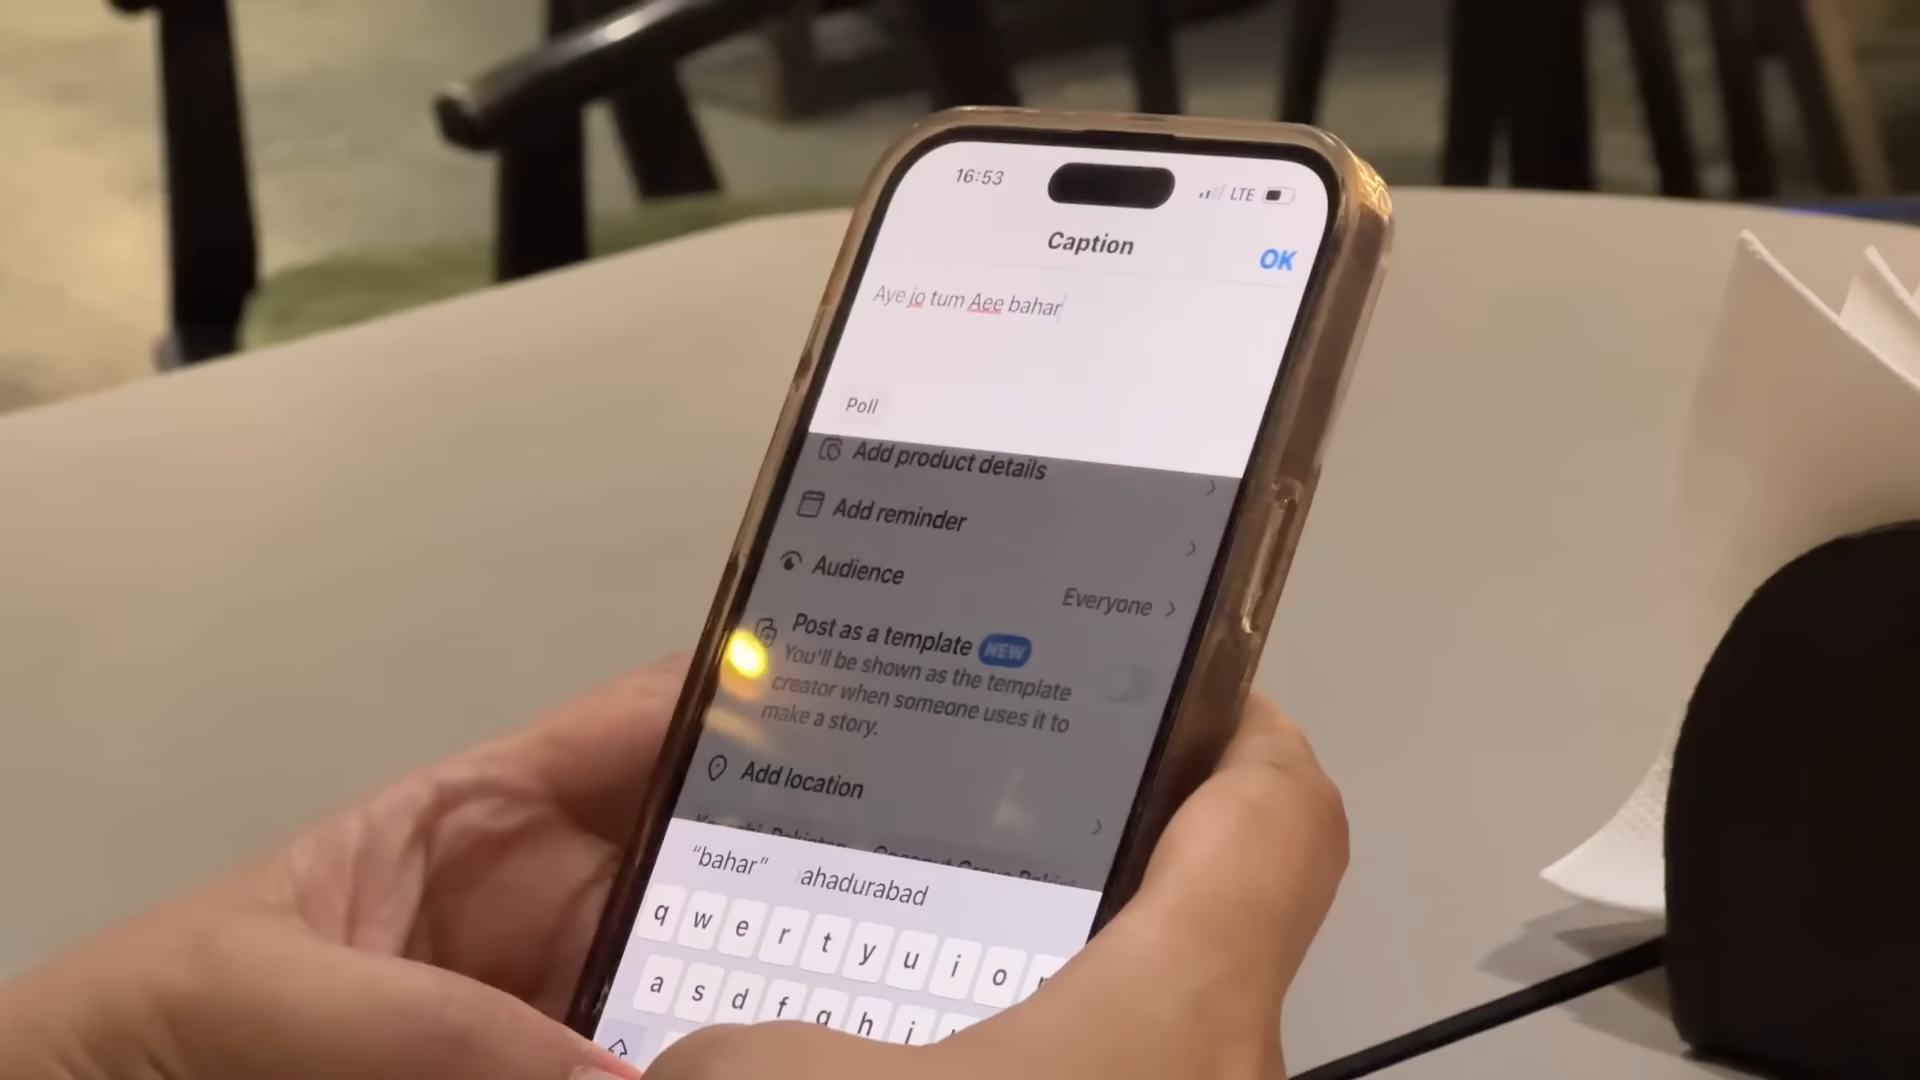 16:53
LTE
Caption
OK
Aye jo tum Aee bahar
Poll
Add product details
Add reminder
Audience
Everyone
Post as a template NEW
You'll be shown as the template
creator when someone uses it to
make a story.
Add location
"bahar" ahadurabad
q w e r t y u i o
a s d f g h j